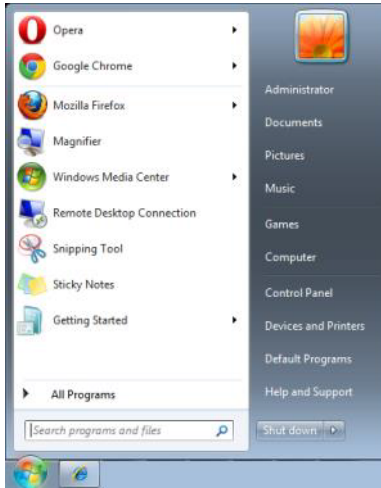 Opera
Google Chrome
Mozilla Firefox
Magnifier
Windows Media Center
Remote Desktop Connection
Snipping Tool
Sticky Notes
Getting Started
All Programs
Search programs and files
Administrator
Documents
Pictures
Music
Games
Computer
Control Panel
Devices and Printers
Default Programs
Help and Support
Shut down